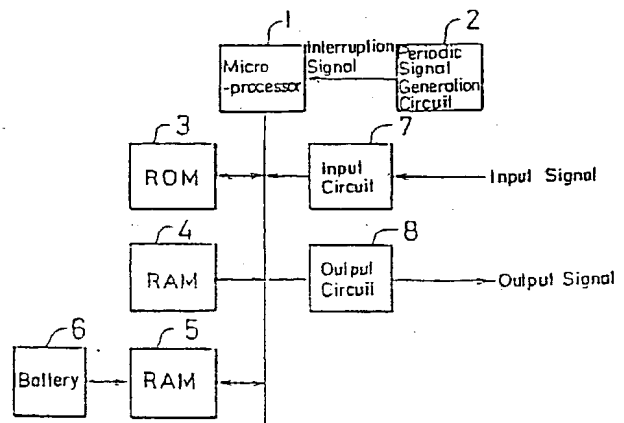 1
2
Micro
-processor
Interruption
Signal
Periodic
Signal
Generation
Circuit
3
7
ROM
Input
Circuit
Input Signal
4
8
RAM
Output
Circuit
Output Signal
6
5
Battery
RAM